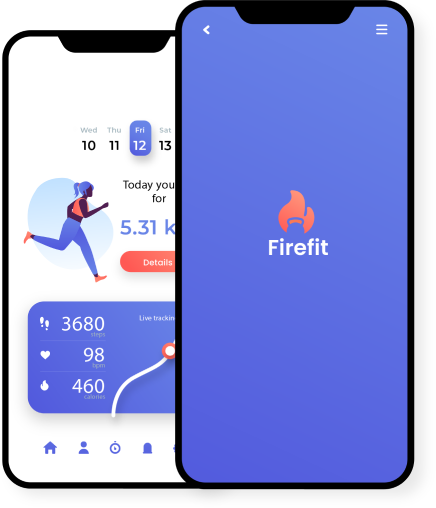 Wed Thu Fri Sat
10 11 12 13
Today you
for
5.31 k
Details
3680
steps
Live trackin
98
bpm
460
calories
Firefit